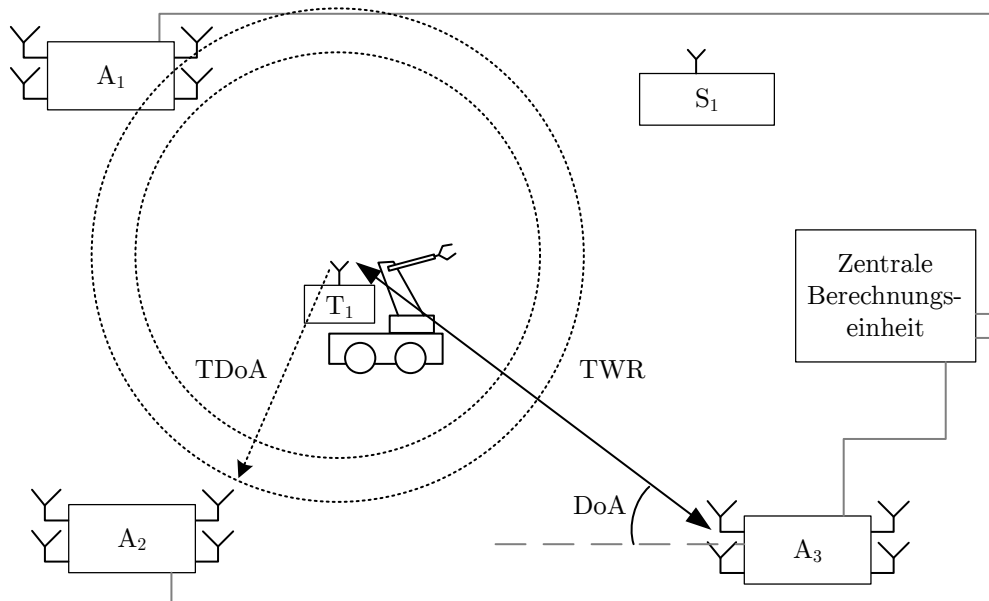 A₁
S₁
Zentrale
Berechnungs-
einheit
T₁
TDoA
TWR
DoA
A₂
A₃